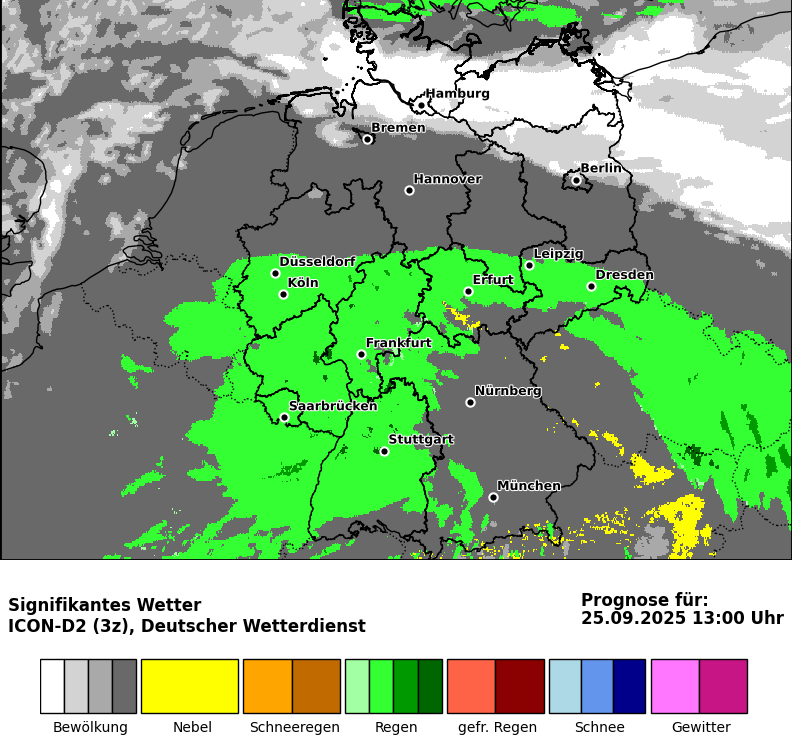 Hamburg
Bremen
Berlin
Hannover
Leipzig
Düsseldorf
Dresden
Köln
Erfurt
Frankfurt
Nürnberg
Saarbrücken
Stuttgart
München
Signifikantes Wetter
ICON-D2 (3z), Deutscher Wetterdienst
Prognose für:
25.09.2025 13:00 Uhr
Bewölkung Nebel Schneeregen Regen gefr. Regen Schnee Gewitter